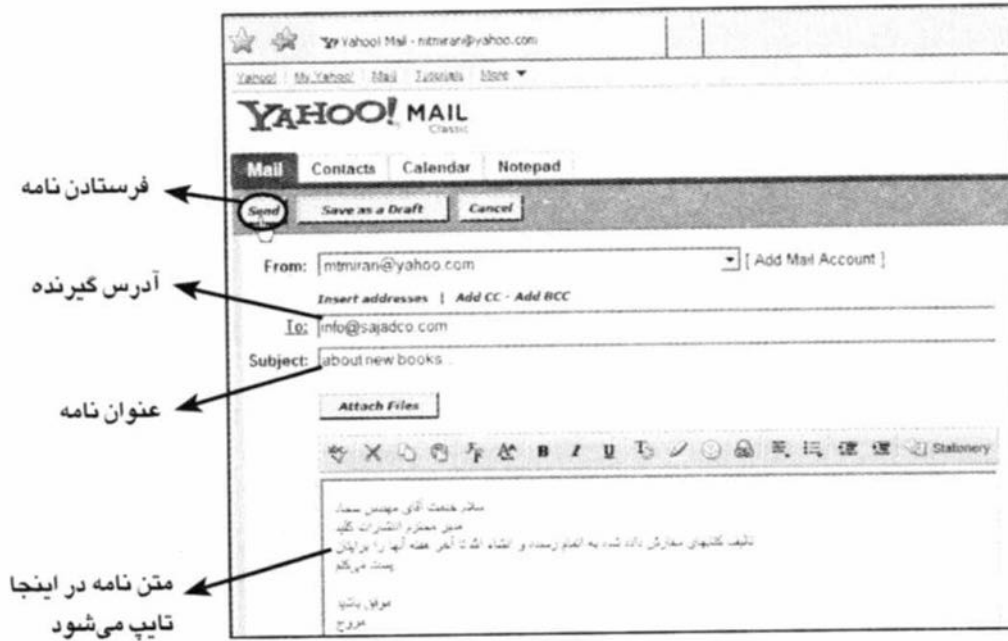 Yahoo! Mail - mtmiran@yahoo.com
Yahoo! My Yahoo! Mail Tutorials More
YAHOO! MAIL
Classic
Mail Contacts Calendar Notepad
فرستادن نامه
Send Save as a Draft Cancel
From: mtmiran@yahoo.com [ Add Mail Account ]
آدرس گیرنده
Insert addresses | Add CC - Add BCC
To: info@sajadco.com
Subject: about new books...
عنوان نامه
Attach Files
B I U Stationery
سلام خدمت آقای مهندس سجاد
مدیر محترم انتشارات کلید
تالیف کتابهای سفارش داده شده به اتمام رسیده و انشاء الله تا آخر هفته آنها را برایتان
پست می‌کنم
متن نامه در اینجا
تایپ می‌شود
موفق باشید
مروج